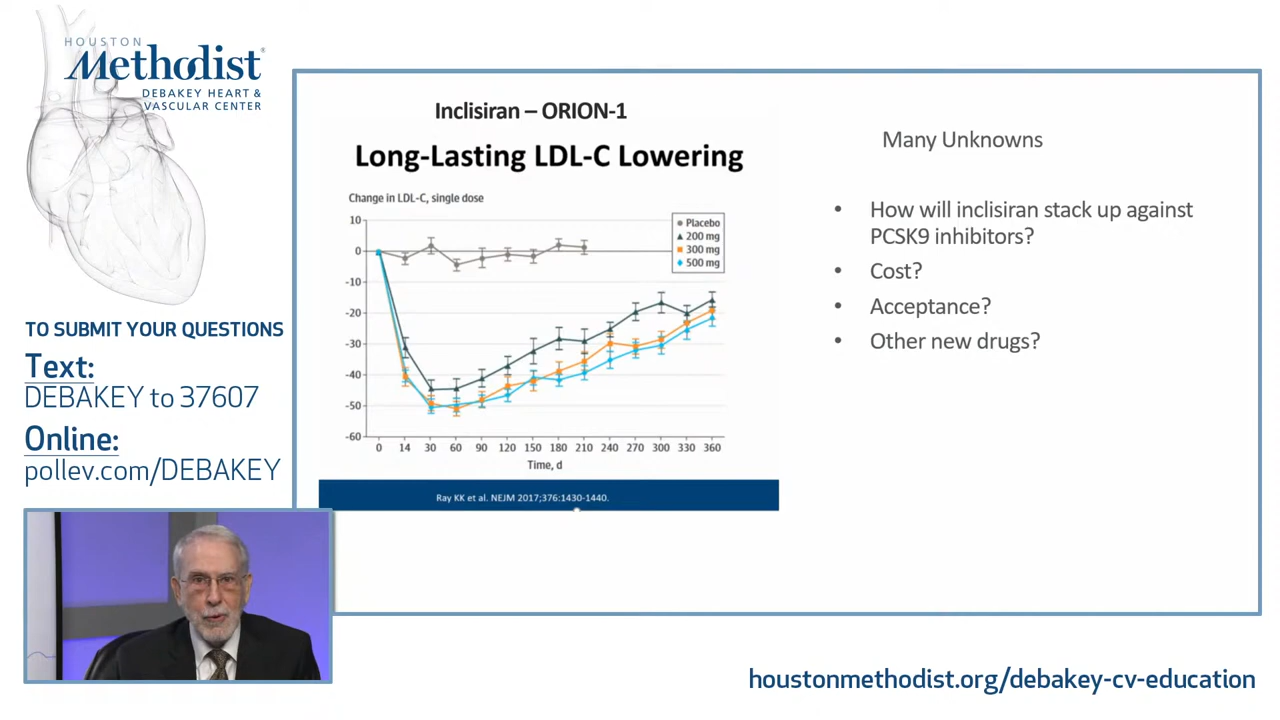 HOUSTON
Methodist®
DEBAKEY HEART &
VASCULAR CENTER
TO SUBMIT YOUR QUESTIONS
Text:
DEBAKEY to 37607
Online:
pollev.com/DEBAKEY
Inclisiran – ORION-1
Long-Lasting LDL-C Lowering
Change in LDL-C, single dose
10
0
-10
-20
-30
-40
-50
-60
Placebo
200 mg
300 mg
500 mg
0 14 30 60 90 120 150 180 210 240 270 300 330 360
Time, d
Ray KK et al. NEJM 2017;376:1430-1440.
Many Unknowns
• How will inclisiran stack up against
PCSK9 inhibitors?
• Cost?
• Acceptance?
• Other new drugs?
houstonmethodist.org/debakey-cv-education